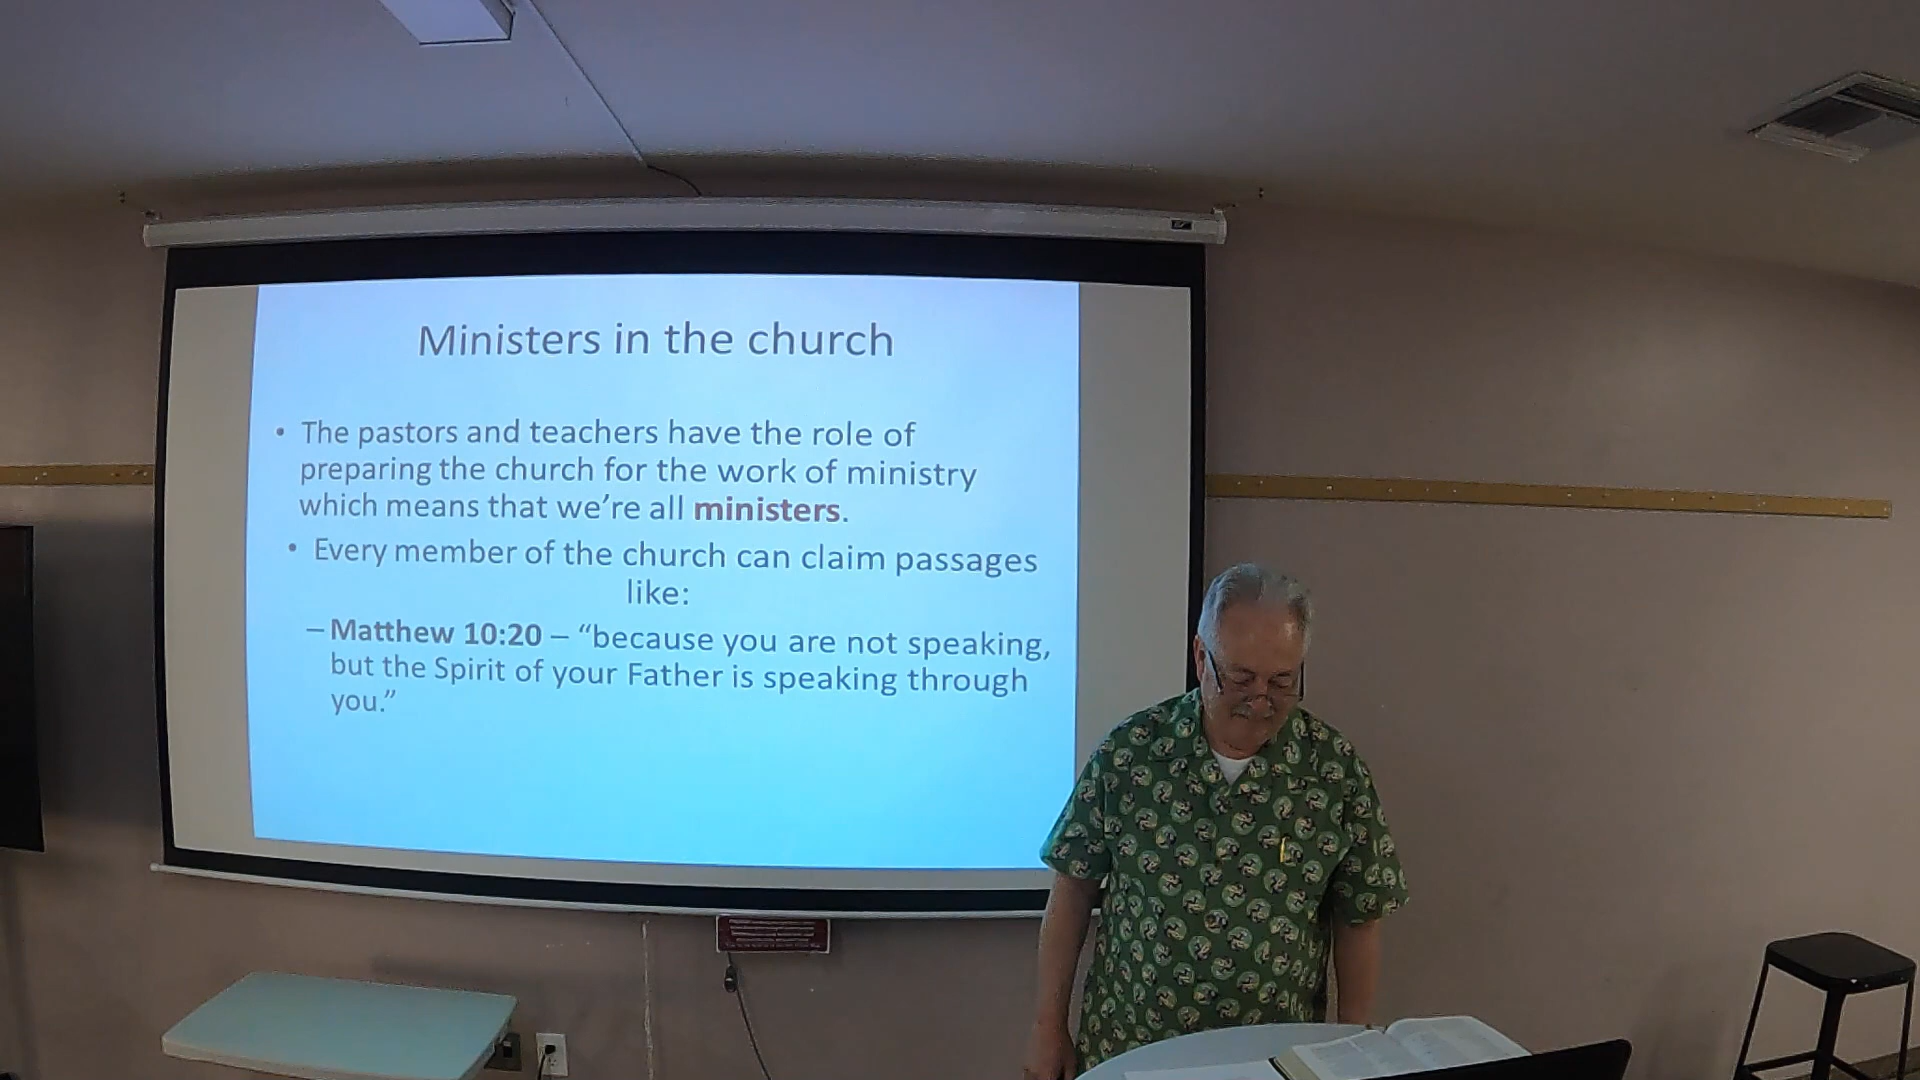 Ministers in the church
• The pastors and teachers have the role of
preparing the church for the work of ministry
which means that we’re all ministers.
• Every member of the church can claim passages
like:
– Matthew 10:20 – “because you are not speaking,
but the Spirit of your Father is speaking through
you.”